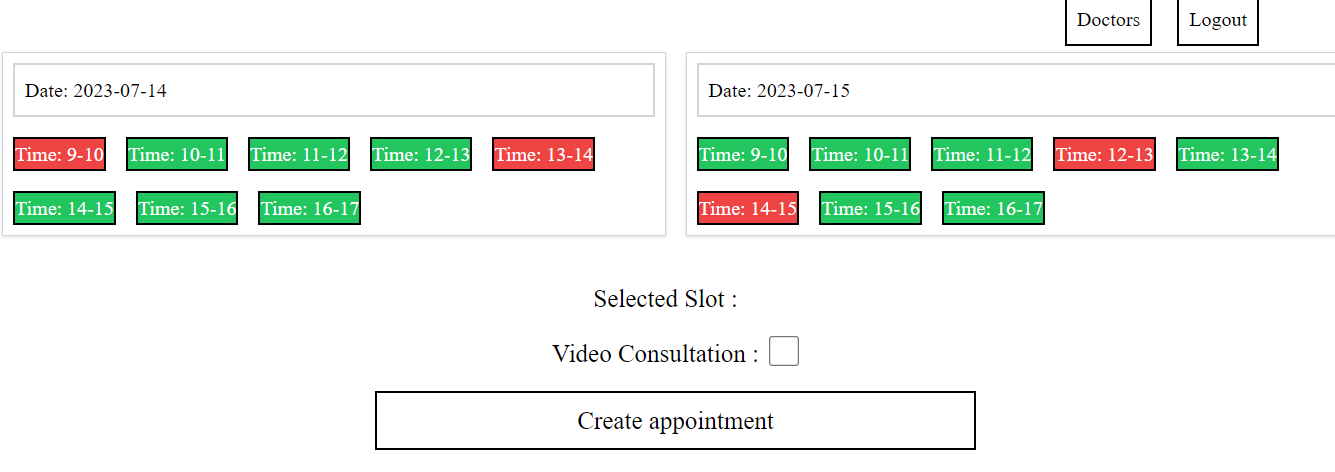 Doctors Logout
Date: 2023-07-14
Time: 9-10 Time: 10-11 Time: 11-12 Time: 12-13 Time: 13-14
Time: 14-15 Time: 15-16 Time: 16-17
Date: 2023-07-15
Time: 9-10 Time: 10-11 Time: 11-12 Time: 12-13 Time: 13-14
Time: 14-15 Time: 15-16 Time: 16-17
Selected Slot :
Video Consultation :
Create appointment